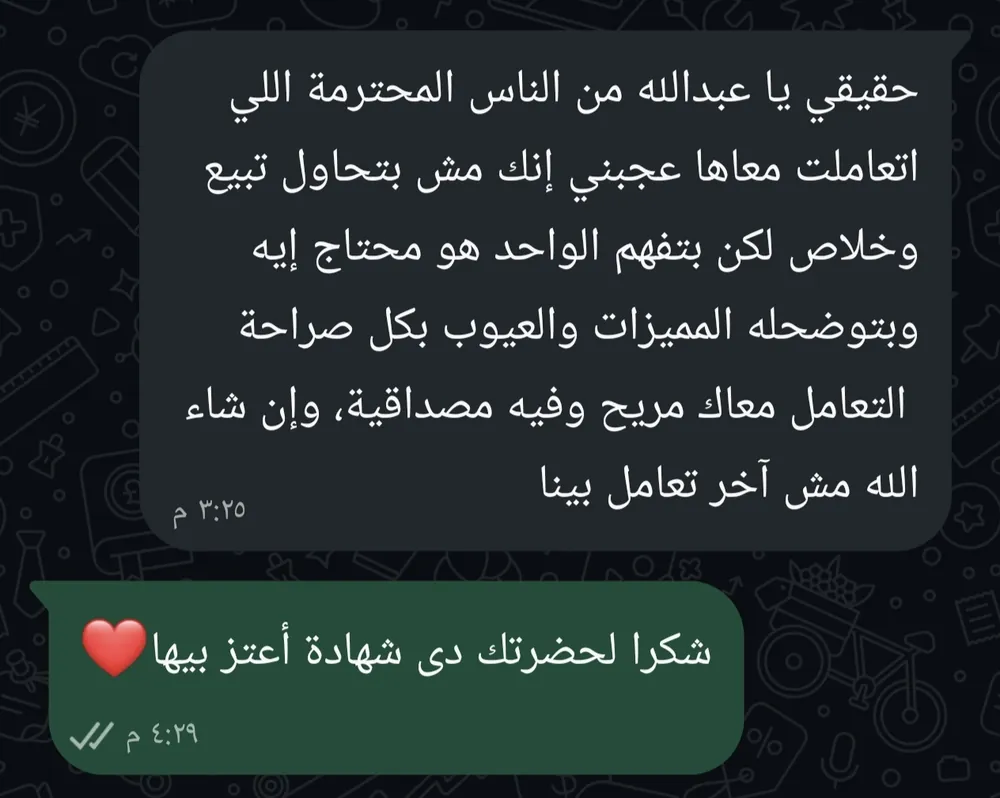 حقيقي يا عبدالله من الناس المحترمة اللي
اتعاملت معاها عجبني إنك مش بتحاول تبيع
وخلاص لكن بتفهم الواحد هو محتاج إيه
وبتوضحله المميزات والعيوب بكل صراحة
التعامل معاك مريح وفيه مصداقية، وإن شاء
الله مش آخر تعامل بينا
٣:٢٥ م
شكرا لحضرتك دى شهادة أعتز بيها❤️
٤:٢٩ م